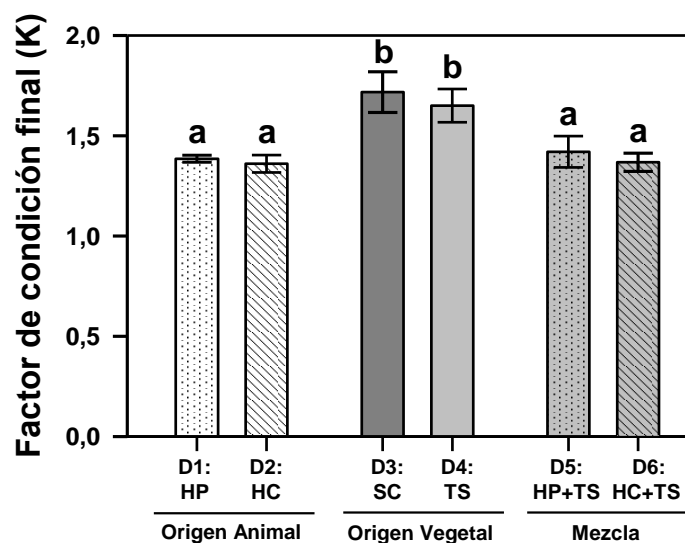 Factor de condición final (K)
2,0
1,5
1,0
0,5
0,0
a
a
b
b
a
a
D1:
HP
D2:
HC
D3:
SC
D4:
TS
D5:
HP+TS
D6:
HC+TS
Origen Animal
Origen Vegetal
Mezcla